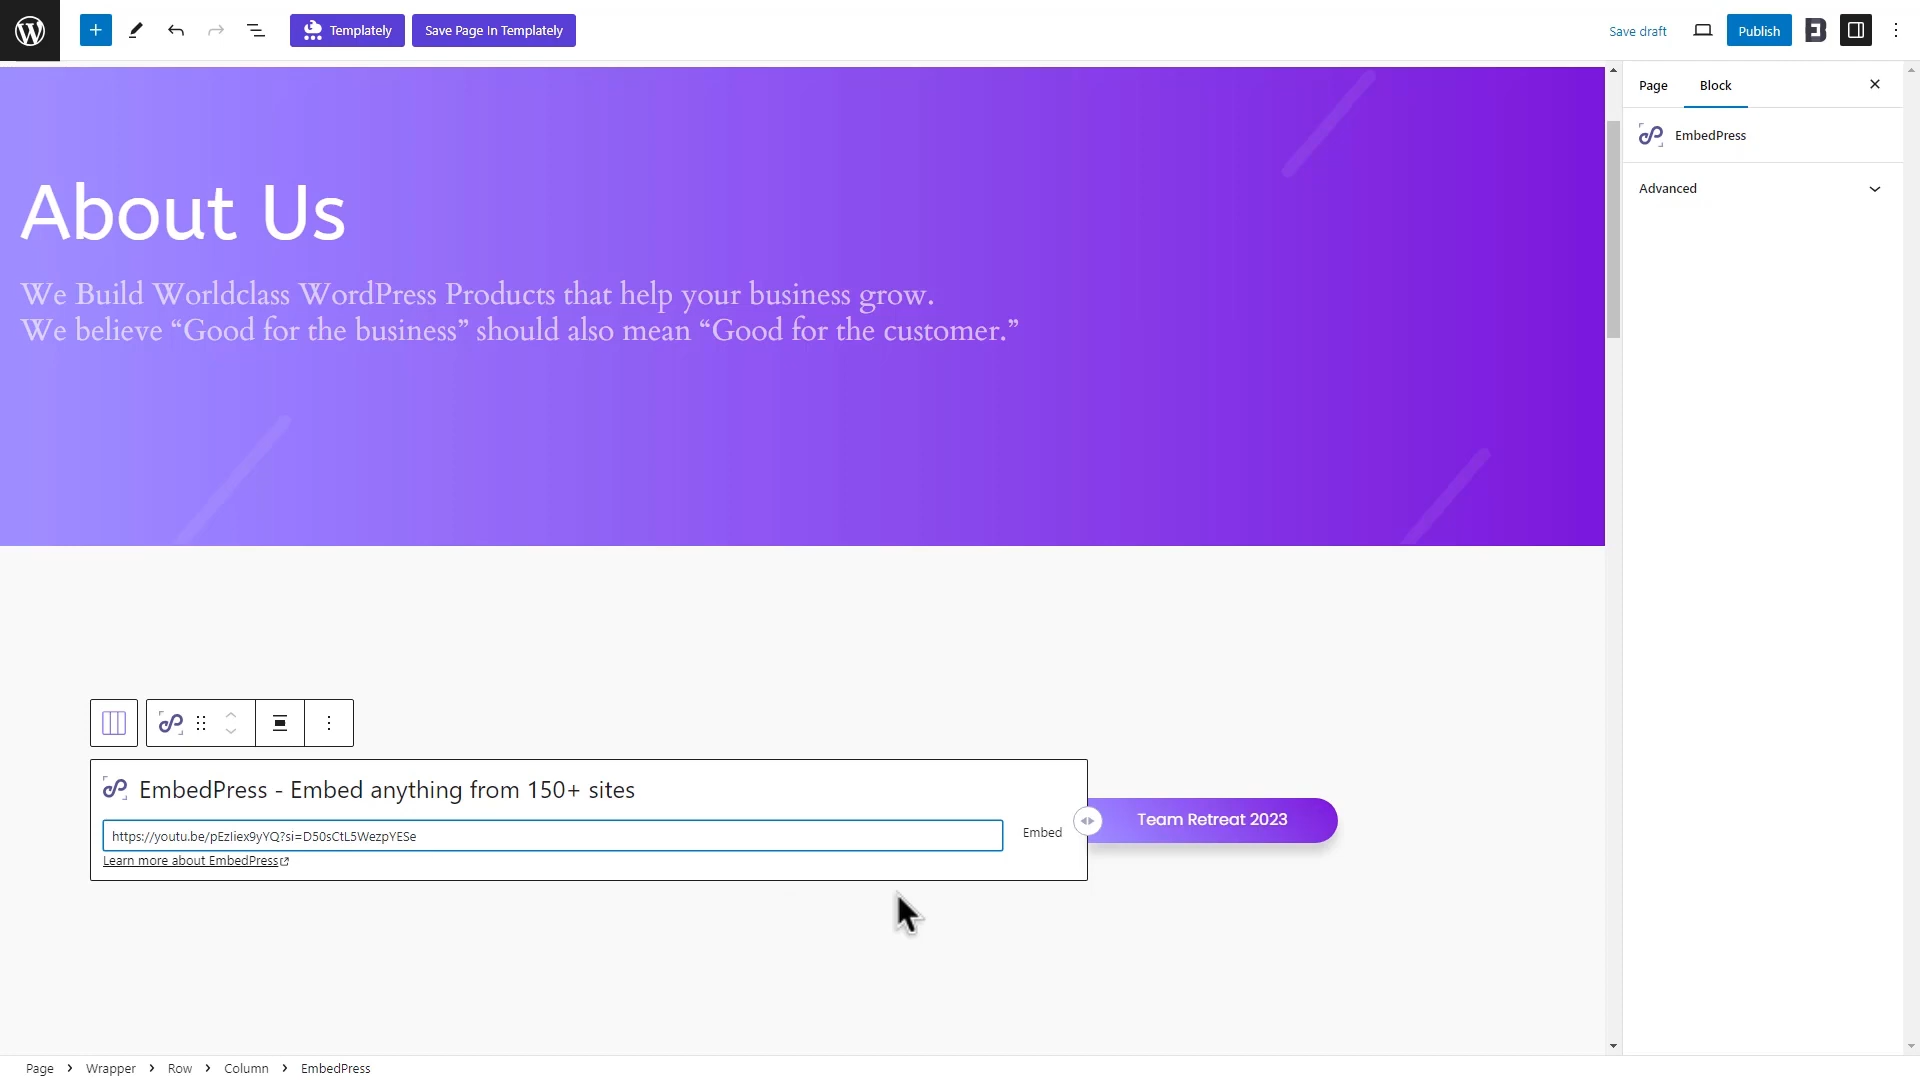 Templately
Save Page In Templately
Save draft
Publish
Page
Block
EmbedPress
Advanced
About Us
We Build Worldclass WordPress Products that help your business grow.
We believe “Good for the business” should also mean “Good for the customer.”
EmbedPress - Embed anything from 150+ sites
https://youtu.be/pEzIiex9yYQ?si=D50sCtL5WezpYESe
Embed
Learn more about EmbedPress
Team Retreat 2023
Page > Wrapper > Row > Column > EmbedPress